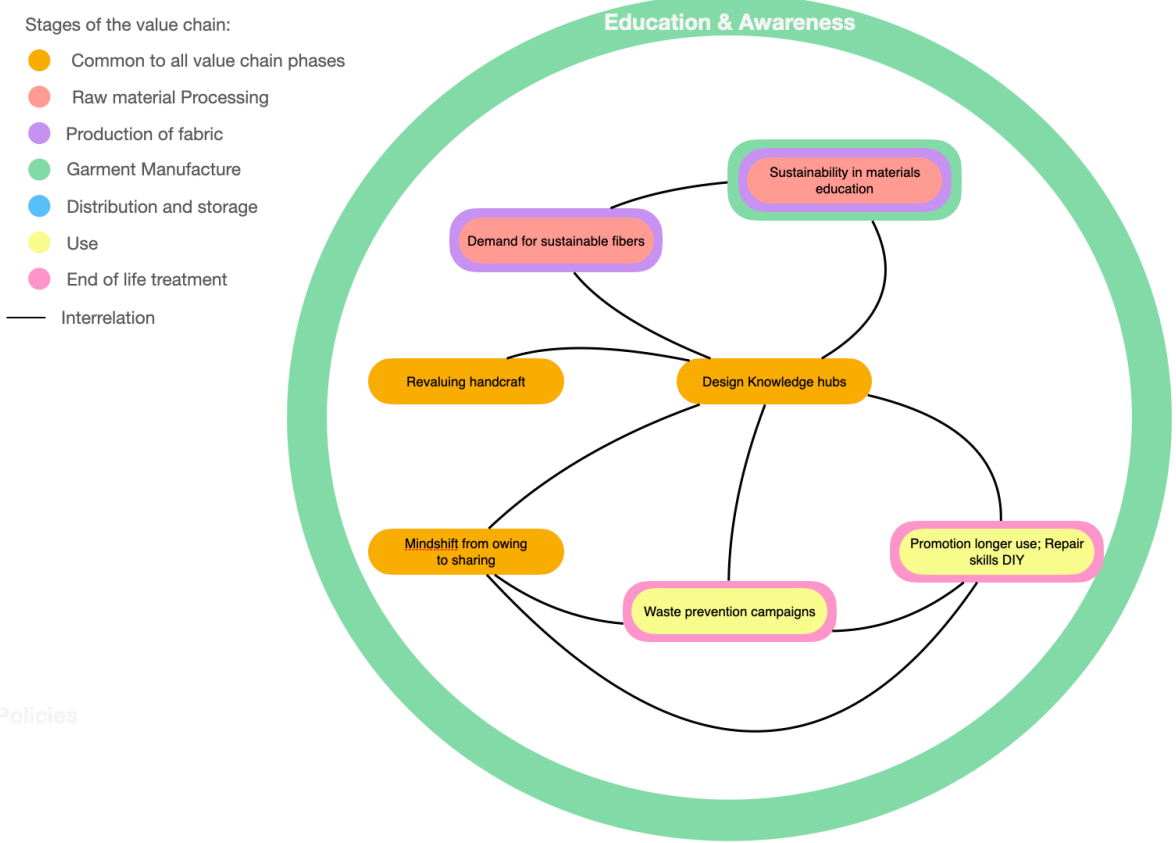 Stages of the value chain:
Common to all value chain phases
Raw material Processing
Production of fabric
Garment Manufacture
Distribution and storage
Use
End of life treatment
Interrelation
Education & Awareness
Sustainability in materials
education
Demand for sustainable fibers
Revaluing handcraft
Design Knowledge hubs
Mindshift from owing
to sharing
Promotion longer use; Repair
skills DIY
Waste prevention campaigns
Policies